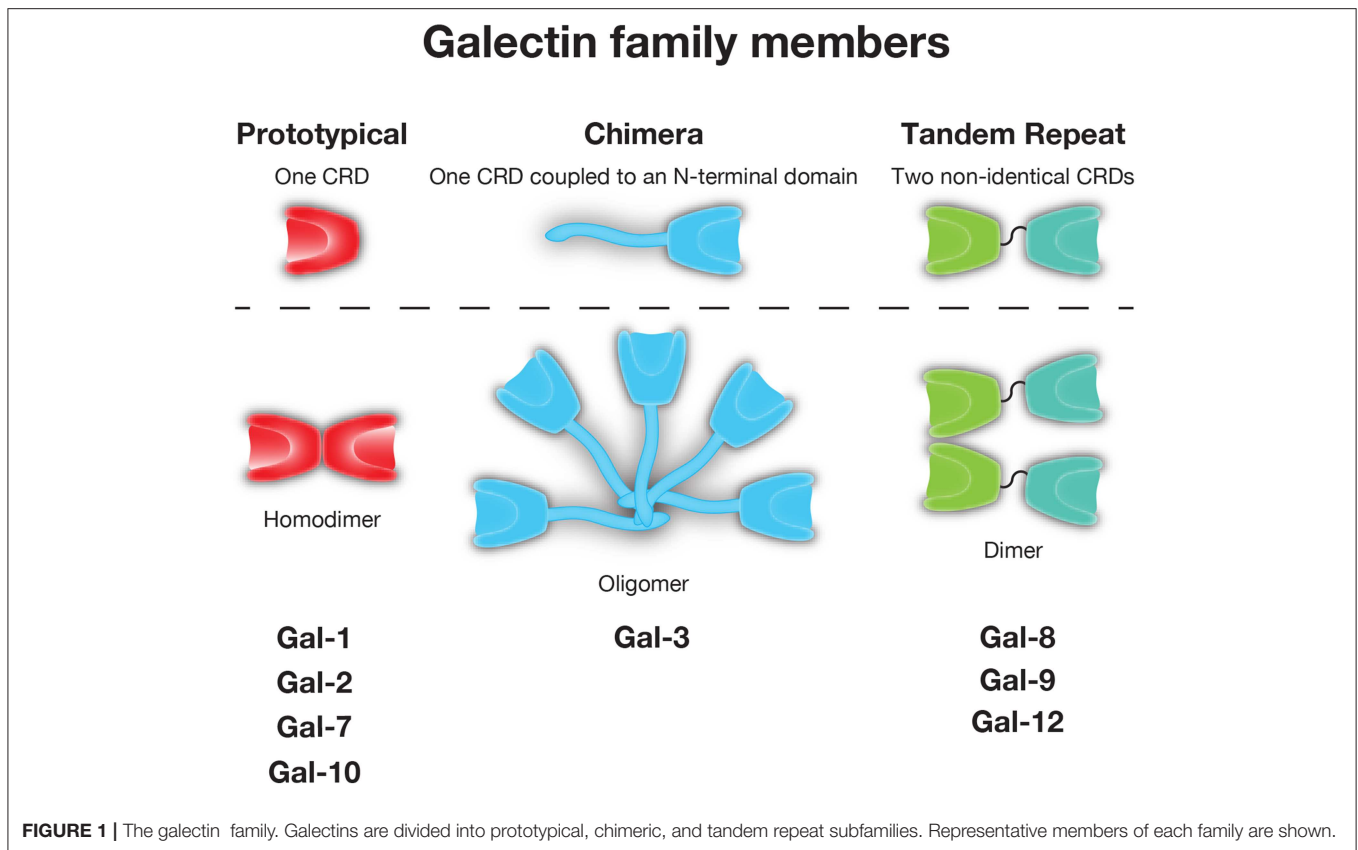 Galectin family members
Prototypical
One CRD
Chimera
One CRD coupled to an N-terminal domain
Tandem Repeat
Two non-identical CRDs
Homodimer
Oligomer
Dimer
Gal-1
Gal-2
Gal-7
Gal-10
Gal-3
Gal-8
Gal-9
Gal-12
FIGURE 1 | The galectin family. Galectins are divided into prototypical, chimeric, and tandem repeat subfamilies. Representative members of each family are shown.